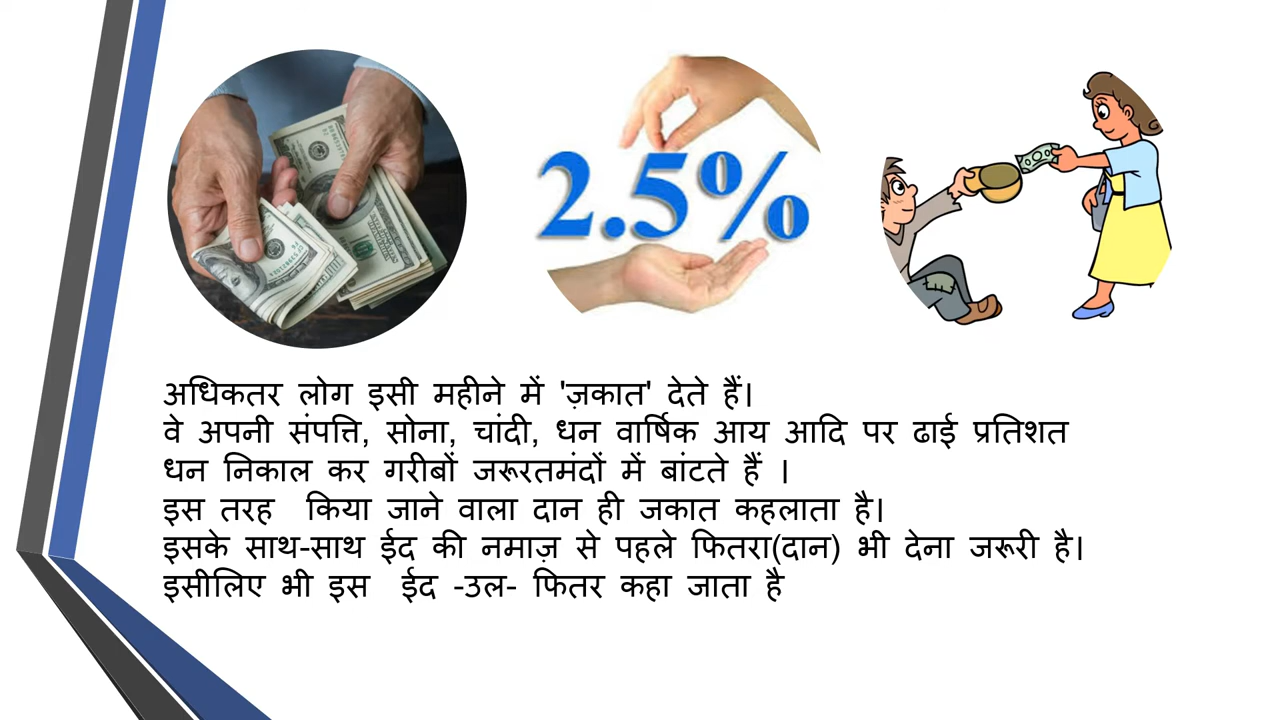 2.5%
अधिकतर लोग इसी महीने में 'ज़कात' देते हैं।
वे अपनी संपत्ति, सोना, चांदी, धन वार्षिक आय आदि पर ढाई प्रतिशत
धन निकाल कर गरीबों जरूरतमंदों में बांटते हैं ।
इस तरह किया जाने वाला दान ही जकात कहलाता है।
इसके साथ-साथ ईद की नमाज़ से पहले फितरा(दान) भी देना जरूरी है।
इसीलिए भी इस ईद -उल- फितर कहा जाता है